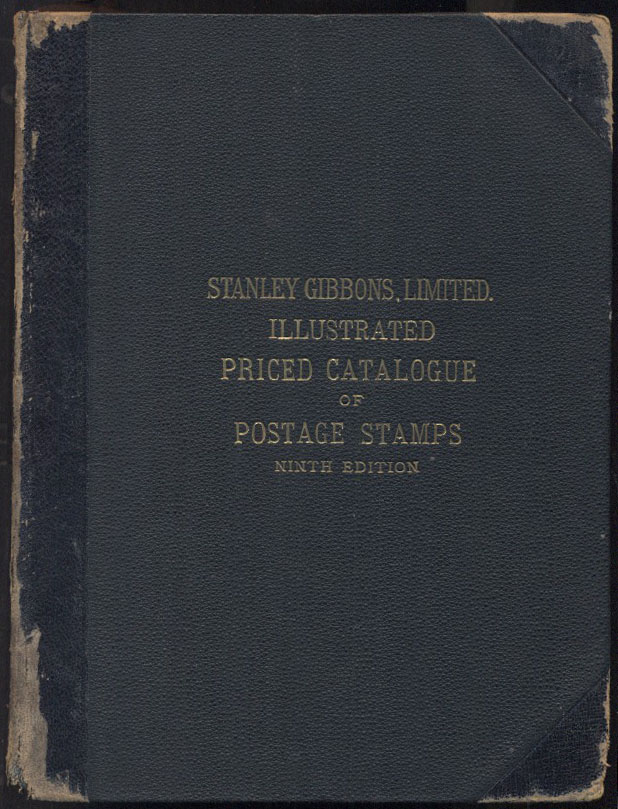 STANLEY GIBBONS, LIMITED.
ILLUSTRATED
PRICED CATALOGUE
OF
POSTAGE STAMPS
NINTH EDITION